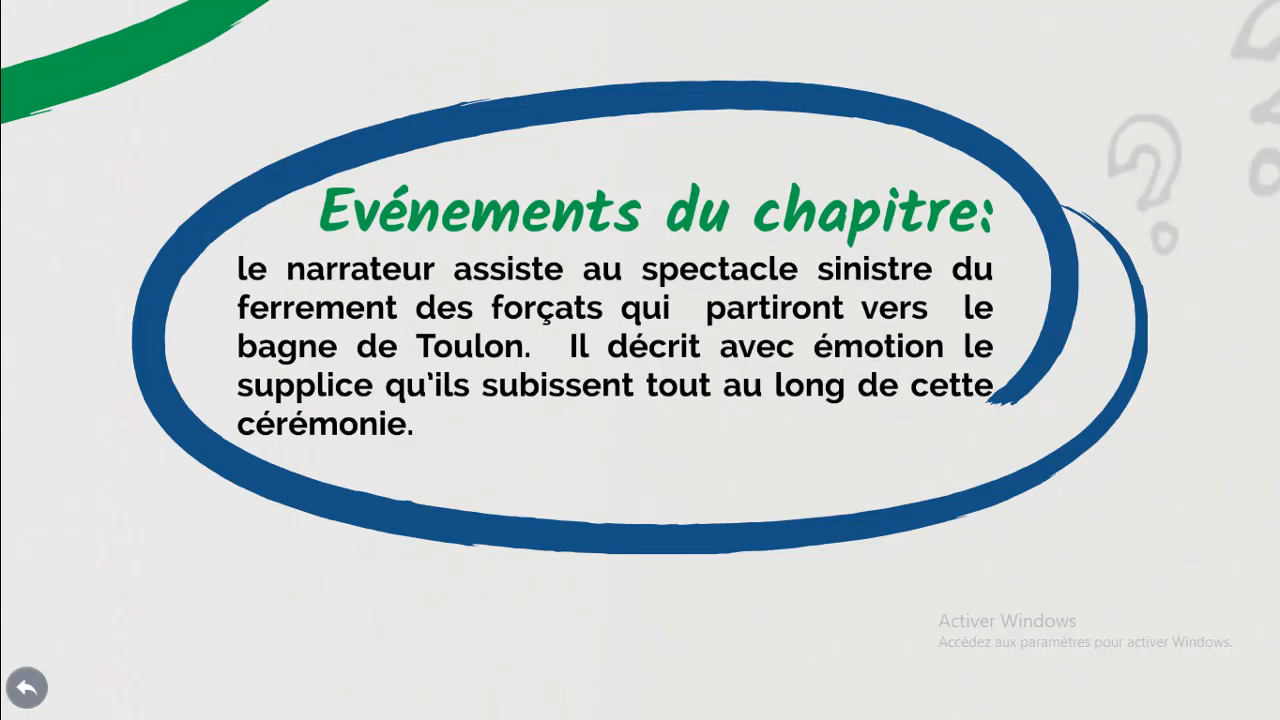 Evénements du chapitre:
le narrateur assiste au spectacle sinistre du
ferrement des forçats qui partiront vers le
bagne de Toulon. Il décrit avec émotion le
supplice qu'ils subissent tout au long de cette
cérémonie.
Activer Windows
Accédez aux paramètres pour activer Windows.